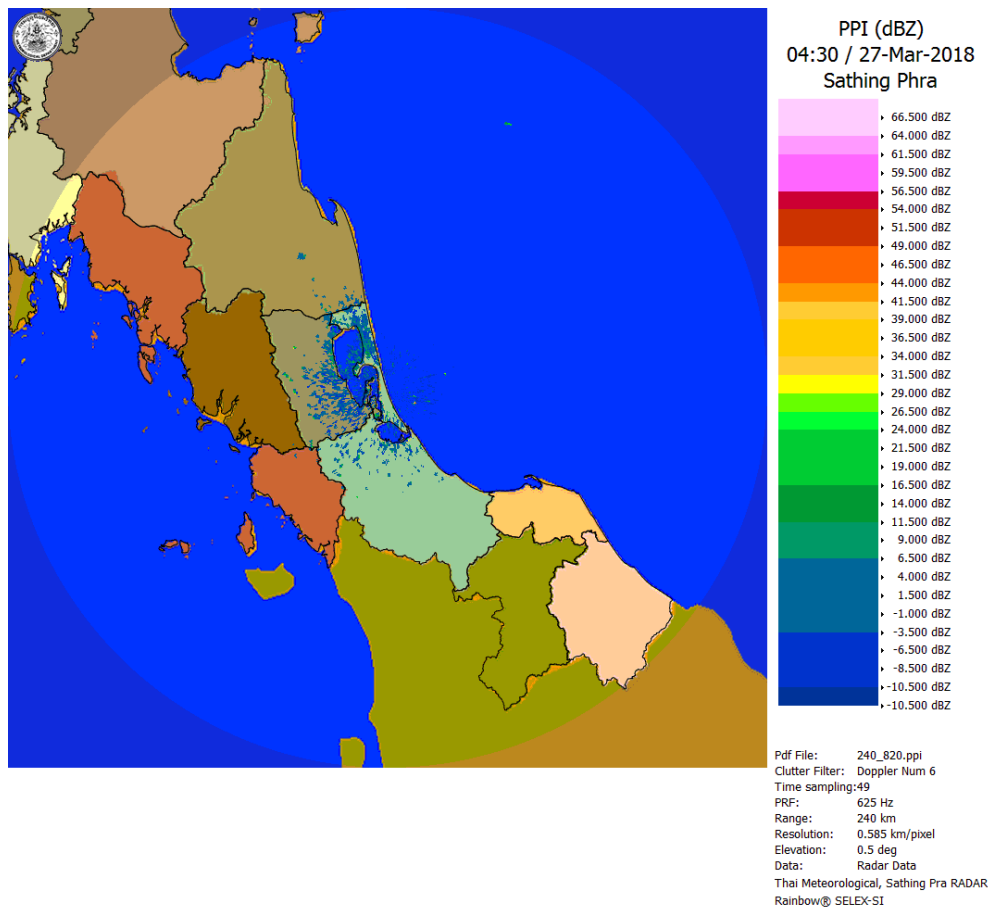 PPI (dBZ)
04:30 / 27-Mar-2018
Sathing Phra
66.500 dBZ
64.000 dBZ
61.500 dBZ
59.500 dBZ
56.500 dBZ
54.000 dBZ
51.500 dBZ
49.000 dBZ
46.500 dBZ
44.000 dBZ
41.500 dBZ
39.000 dBZ
36.500 dBZ
34.000 dBZ
31.500 dBZ
29.000 dBZ
26.500 dBZ
24.000 dBZ
21.500 dBZ
19.000 dBZ
16.500 dBZ
14.000 dBZ
11.500 dBZ
9.000 dBZ
6.500 dBZ
4.000 dBZ
1.500 dBZ
-1.000 dBZ
-3.500 dBZ
-6.500 dBZ
-8.500 dBZ
-10.500 dBZ
-10.500 dBZ
Pdf File: 240_820.ppi
Clutter Filter: Doppler Num 6
Time sampling:49
PRF: 625 Hz
Range: 240 km
Resolution: 0.585 km/pixel
Elevation: 0.5 deg
Data: Radar Data
Thai Meteorological, Sathing Pra RADAR
Rainbow® SELEX-SI